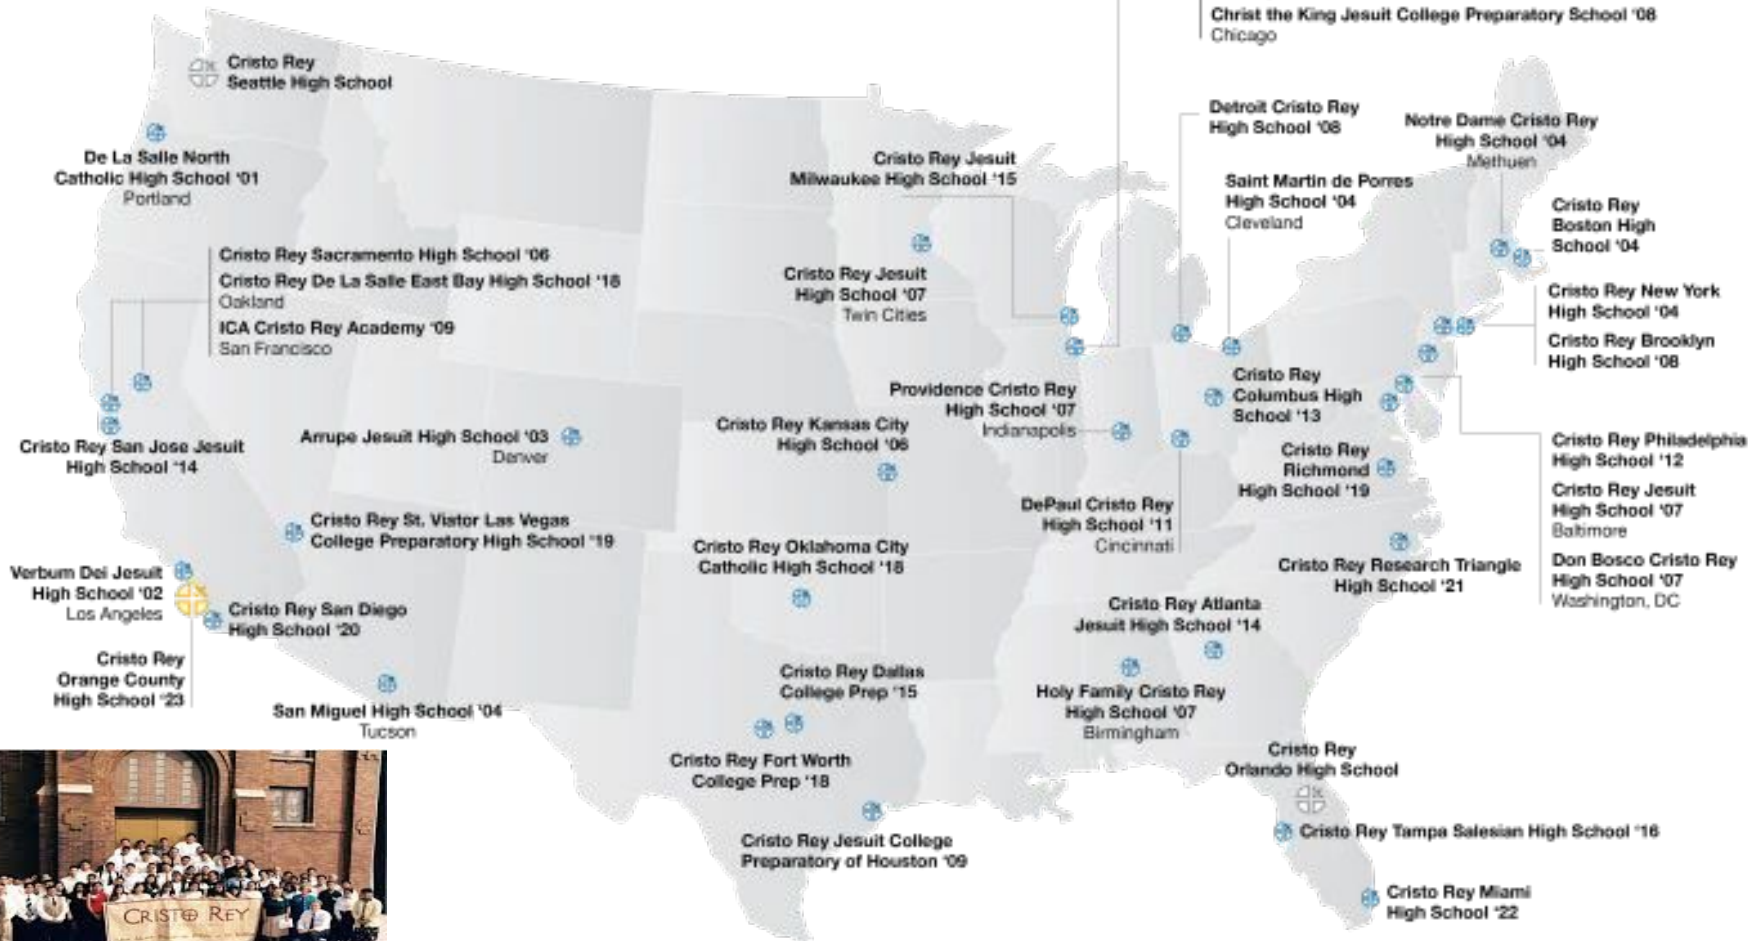 Christ the King Jesuit College Preparatory School '08
Chicago
Cristo Rey
Seattle High School
De La Salle North
Catholic High School '01
Portland
Detroit Cristo Rey
High School '08
Notre Dame Cristo Rey
High School '04
Methuen
Cristo Rey Jesuit
Milwaukee High School '15
Saint Martin de Porres
High School '04
Cleveland
Cristo Rey
Boston High
School '04
Cristo Rey Sacramento High School '06
Cristo Rey De La Salle East Bay High School '18
Oakland
ICA Cristo Rey Academy '09
San Francisco
Cristo Rey Jesuit
High School '07
Twin Cities
Cristo Rey New York
High School '04
Cristo Rey Brooklyn
High School '08
Providence Cristo Rey
High School '07
Indianapolis
Cristo Rey
Columbus High
School '13
Cristo Rey San Jose Jesuit
High School '14
Arrupe Jesuit High School '03
Denver
Cristo Rey Kansas City
High School '06
Cristo Rey
Richmond
High School '19
Cristo Rey Philadelphia
High School '12
Cristo Rey Jesuit
High School '07
Baltimore
Don Bosco Cristo Rey
High School '07
Washington, DC
DePaul Cristo Rey
High School '11
Cincinnati
Cristo Rey St. Viator Las Vegas
College Preparatory High School '19
Cristo Rey Oklahoma City
Catholic High School '18
Cristo Rey Research Triangle
High School '21
Verbum Dei Jesuit
High School '02
Los Angeles
Cristo Rey San Diego
High School '20
Cristo Rey
Orange County
High School '23
Cristo Rey Atlanta
Jesuit High School '14
San Miguel High School '04
Tucson
Cristo Rey Dallas
College Prep '15
Holy Family Cristo Rey
High School '07
Birmingham
Cristo Rey Fort Worth
College Prep '18
Cristo Rey
Orlando High School
Cristo Rey Jesuit College
Preparatory of Houston '09
Cristo Rey Tampa Salesian High School '16
Cristo Rey Miami
High School '22
CRISTO REY